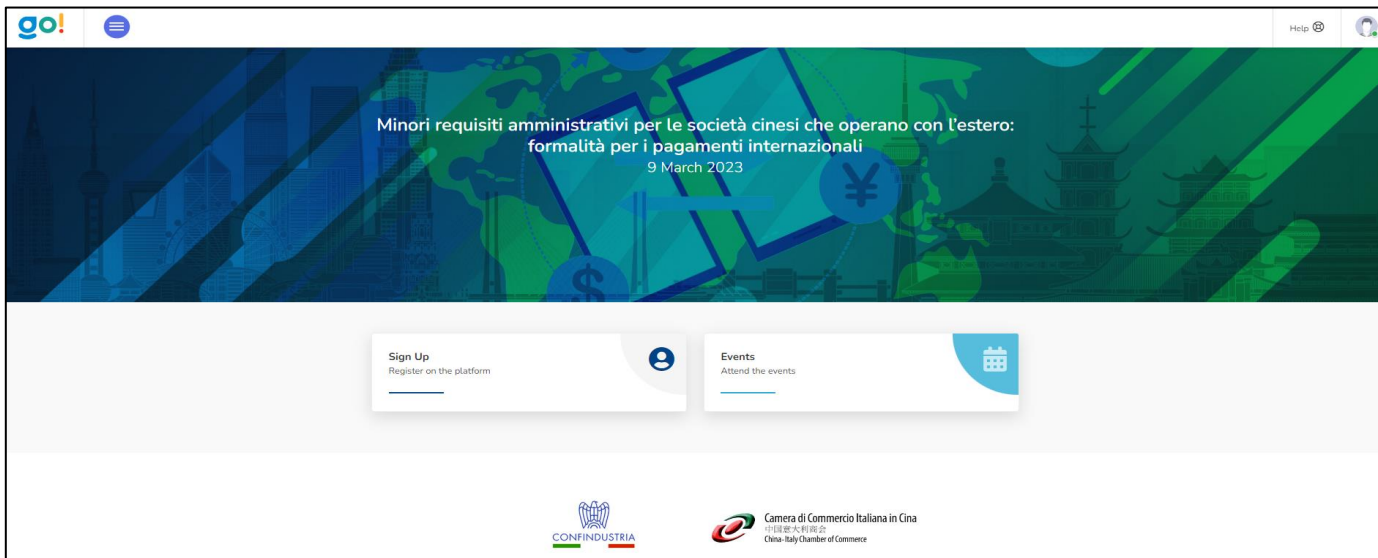 go!
Help
Minori requisiti amministrativi per le società cinesi che operano con l'estero:
formalità per i pagamenti internazionali
9 March 2023
¥
$
Sign Up
Register on the platform
Events
Attend the events
CONFINDUSTRIA
Camera di Commercio Italiana in Cina
中国意大利商会
China-Italy Chamber of Commerce